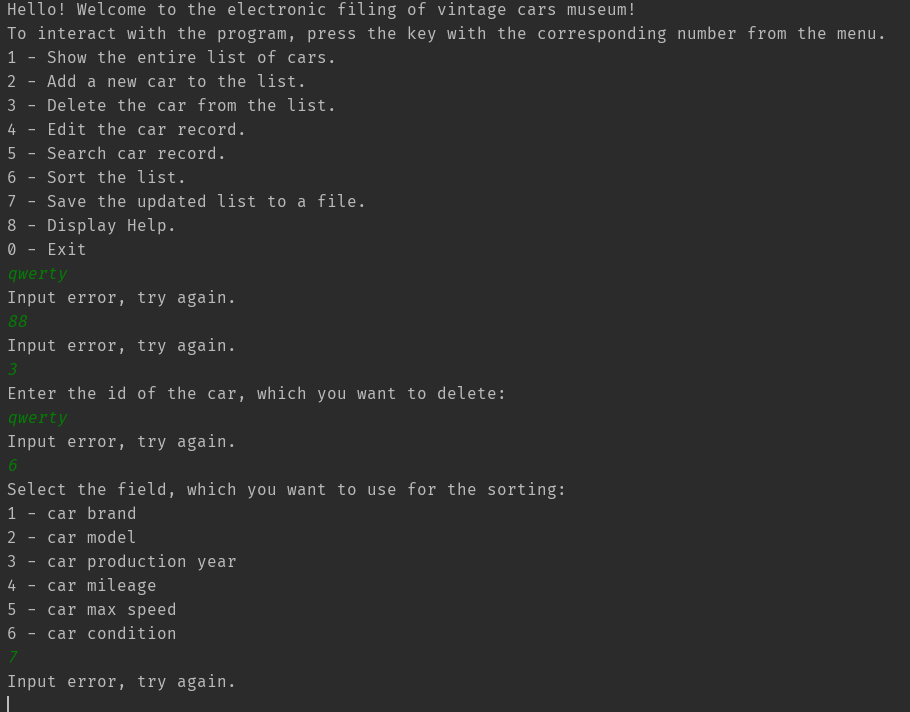 Hello! Welcome to the electronic filing of vintage cars museum!
To interact with the program, press the key with the corresponding number from the menu.
1 - Show the entire list of cars.
2 - Add a new car to the list.
3 - Delete the car from the list.
4 - Edit the car record.
5 - Search car record.
6 - Sort the list.
7 - Save the updated list to a file.
8 - Display Help.
0 - Exit
qwerty
Input error, try again.
88
Input error, try again.
3
Enter the id of the car, which you want to delete:
qwerty
Input error, try again.
6
Select the field, which you want to use for the sorting:
1 - car brand
2 - car model
3 - car production year
4 - car mileage
5 - car max speed
6 - car condition
7
Input error, try again.